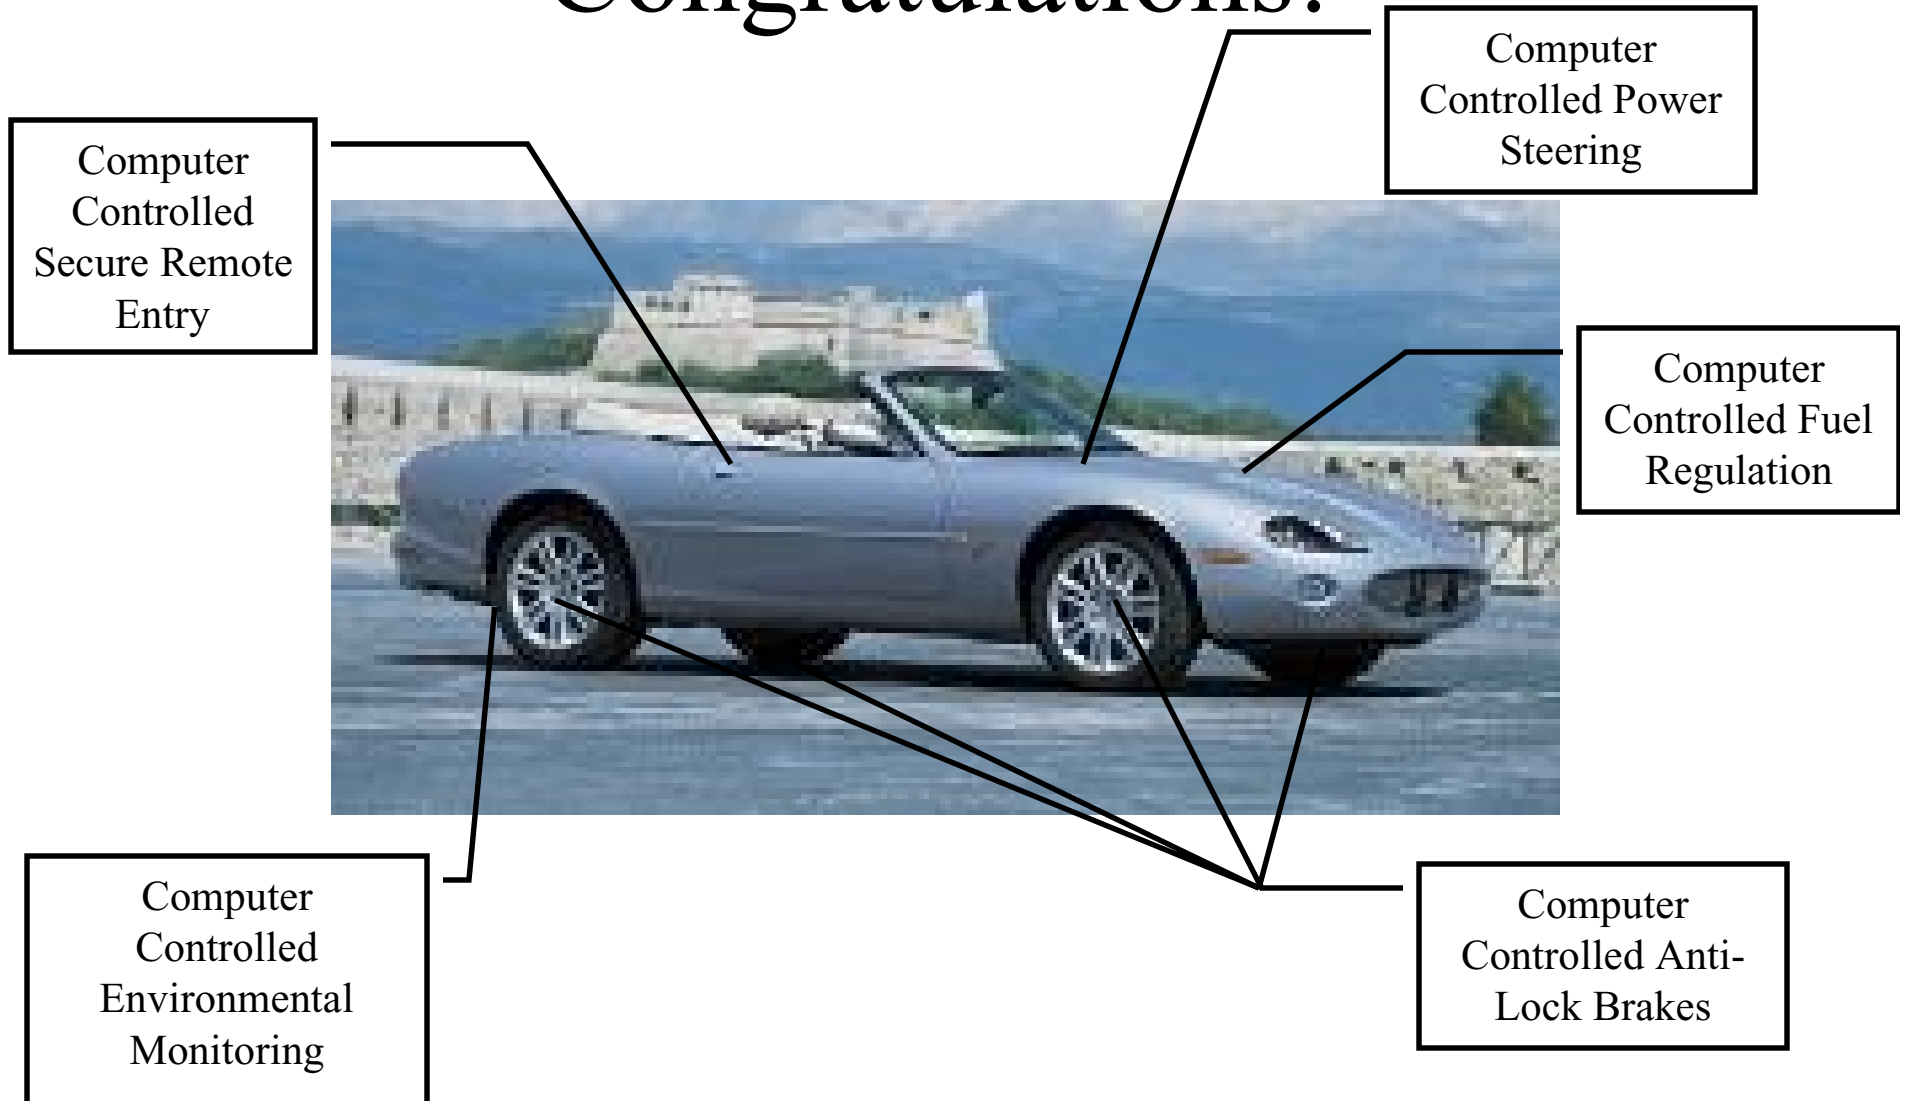 Congratulations!
Computer
Controlled Power
Steering
Computer
Controlled
Secure Remote
Entry
Computer
Controlled Fuel
Regulation
Computer
Controlled
Environmental
Monitoring
Computer
Controlled Anti-
Lock Brakes